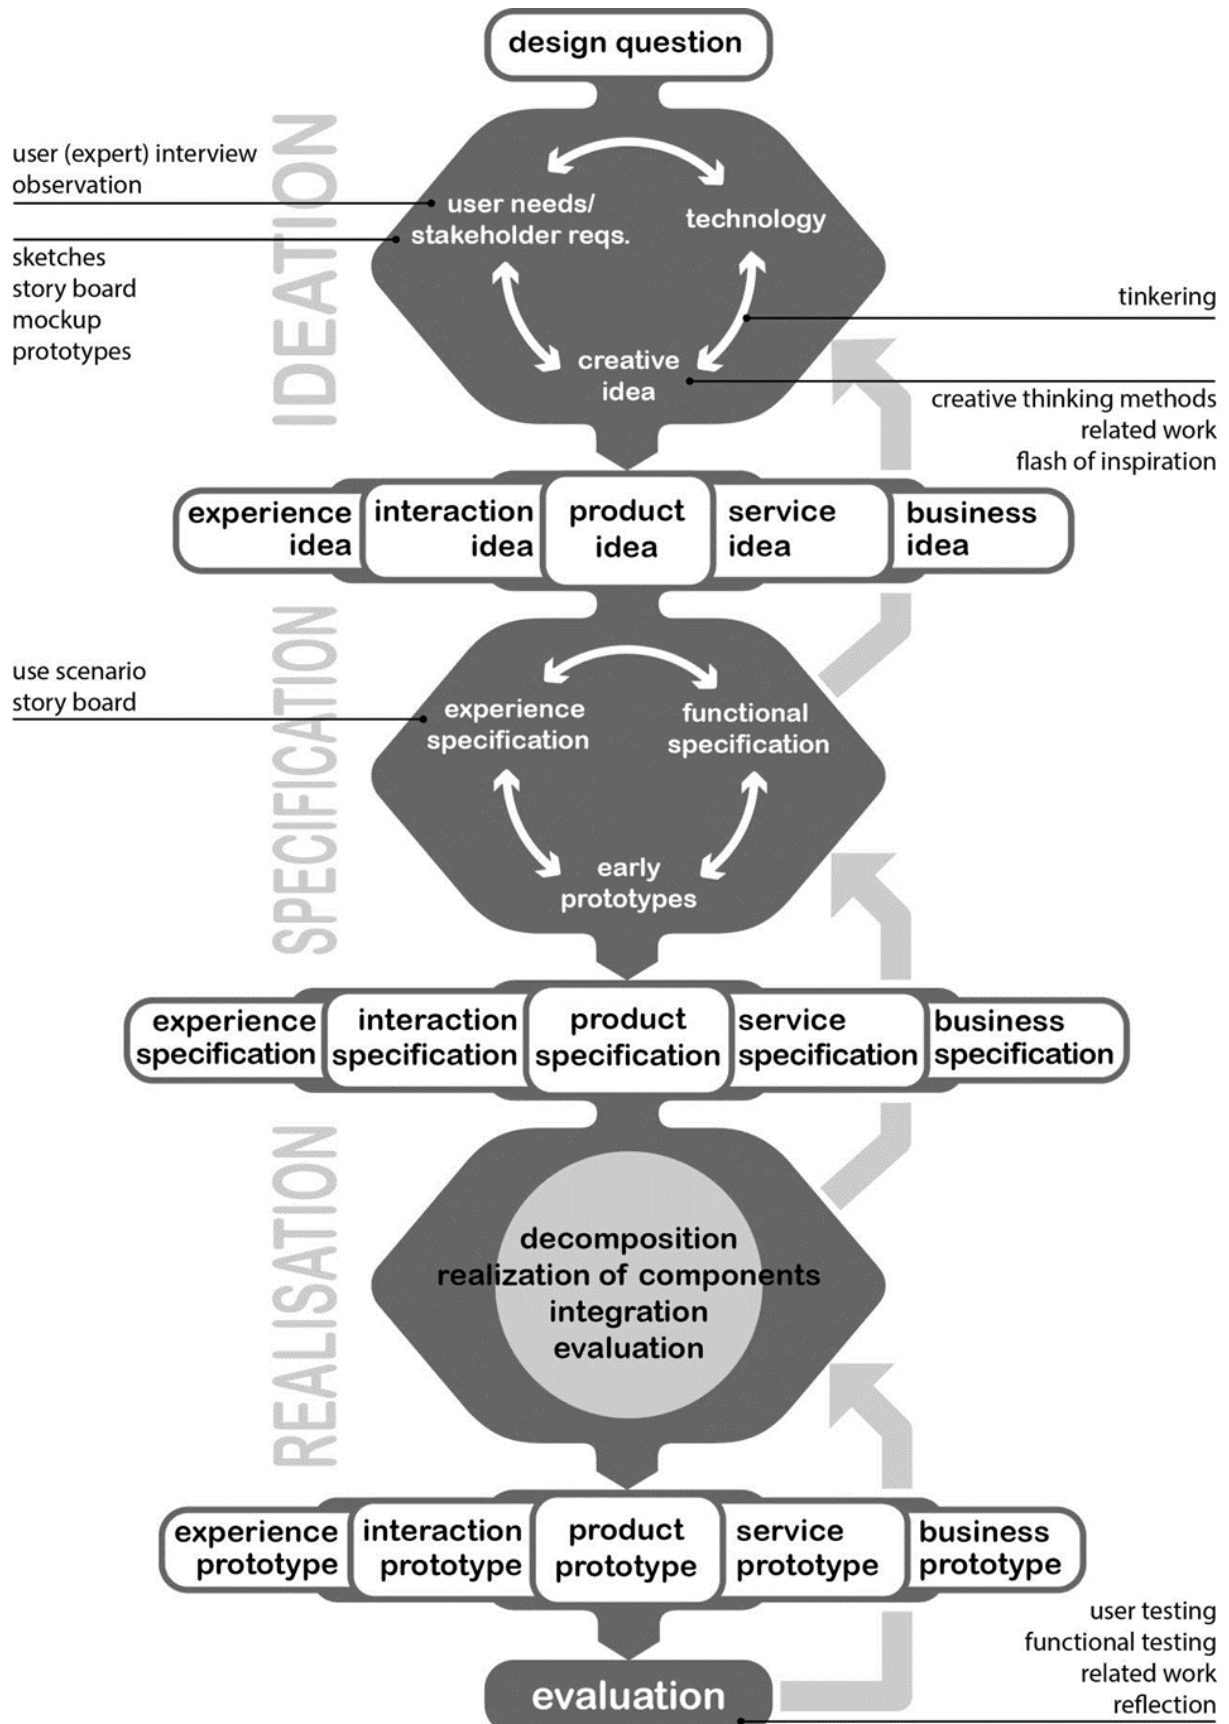 design question
IDEATION
user (expert) interview
observation
user needs/
stakeholder reqs.
technology
sketches
story board
mockup
prototypes
tinkering
creative
idea
creative thinking methods
related work
flash of inspiration
experience
idea
interaction
idea
product
idea
service
idea
business
idea
SPECIFICATION
use scenario
story board
experience
specification
functional
specification
early
prototypes
experience
specification
interaction
specification
product
specification
service
specification
business
specification
REALISATION
decomposition
realization of components
integration
evaluation
experience
prototype
interaction
prototype
product
prototype
service
prototype
business
prototype
user testing
functional testing
related work
reflection
evaluation